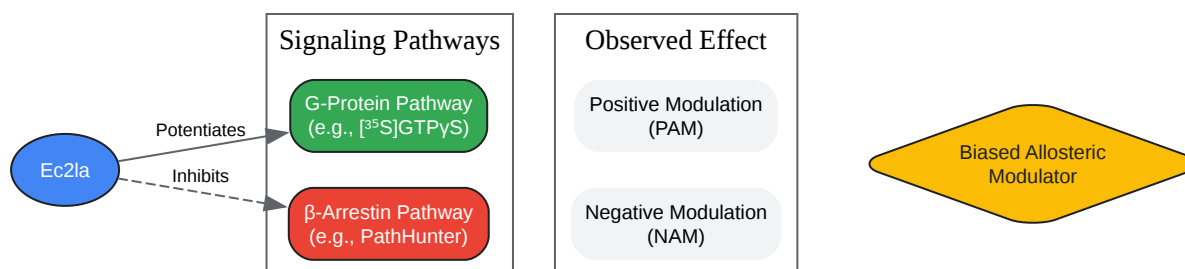 Signaling Pathways
Observed Effect
G-Protein Pathway
(e.g., [³⁵S]GTPγS)
Positive Modulation
(PAM)
Potentiates
Ec2la
Biased Allosteric
Modulator
Inhibits
β-Arrestin Pathway
(e.g., PathHunter)
Negative Modulation
(NAM)